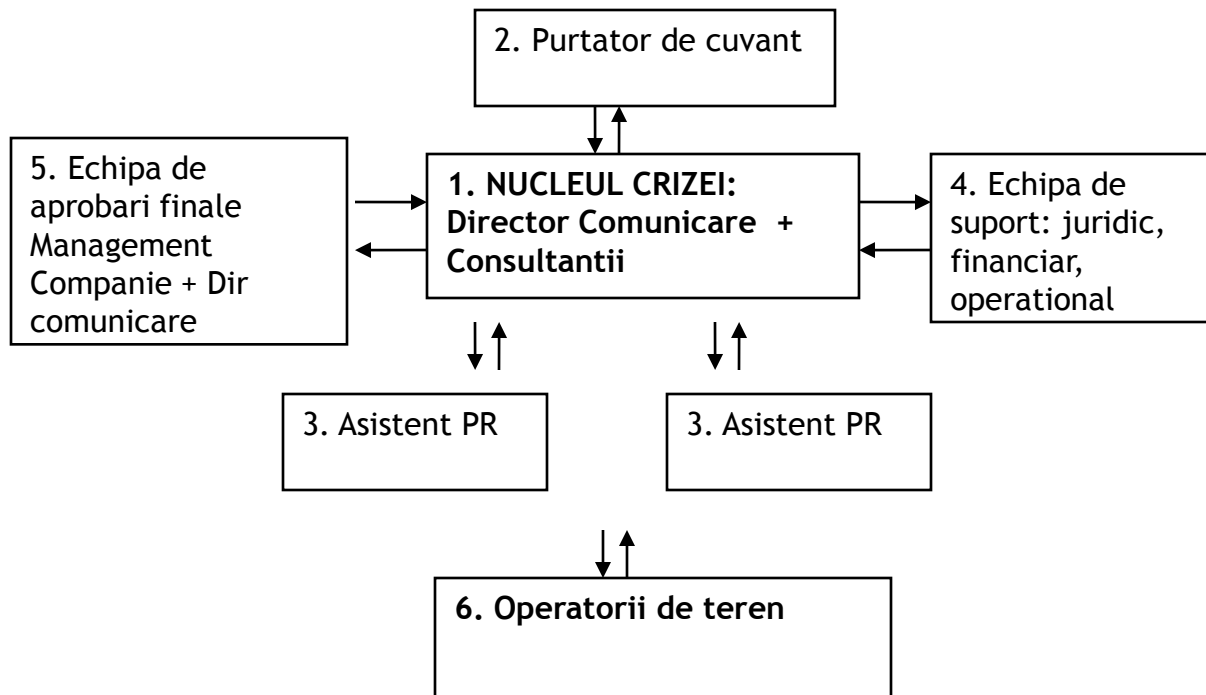 2. Purtator de cuvant
5. Echipa de
aprobari finale
Management
Companie + Dir
comunicare
1. NUCLEUL CRIZEI:
Director Comunicare +
Consultantii
4. Echipa de
suport: juridic,
financiar,
operational
3. Asistent PR
3. Asistent PR
6. Operatorii de teren